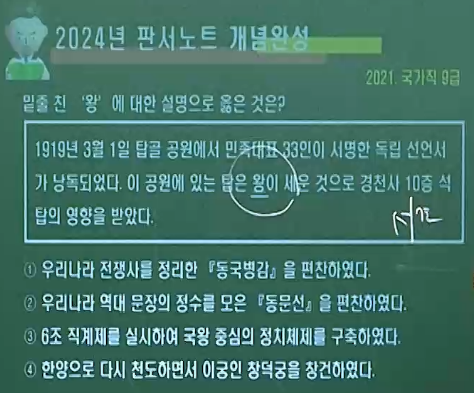 2024년 판서노트 개념완성
2021. 국가직 9급
밑줄 친 ‘왕’ 에 대한 설명으로 옳은 것은?
1919년 3월 1일 탑골 공원에서 민족대표 33인이 서명한 독립 선언서
가 낭독되었다. 이 공원에 있는 탑은 왕이 세운 것으로 경천사 10층 석
탑의 영향을 받았다.
① 우리나라 전쟁사를 정리한 『동국병감』을 편찬하였다.
② 우리나라 역대 문장의 정수를 모은 『동문선』을 편찬하였다.
③ 6조 직계제를 실시하여 국왕 중심의 정치체제를 구축하였다.
④ 한양으로 다시 천도하면서 이궁인 창덕궁을 창건하였다.